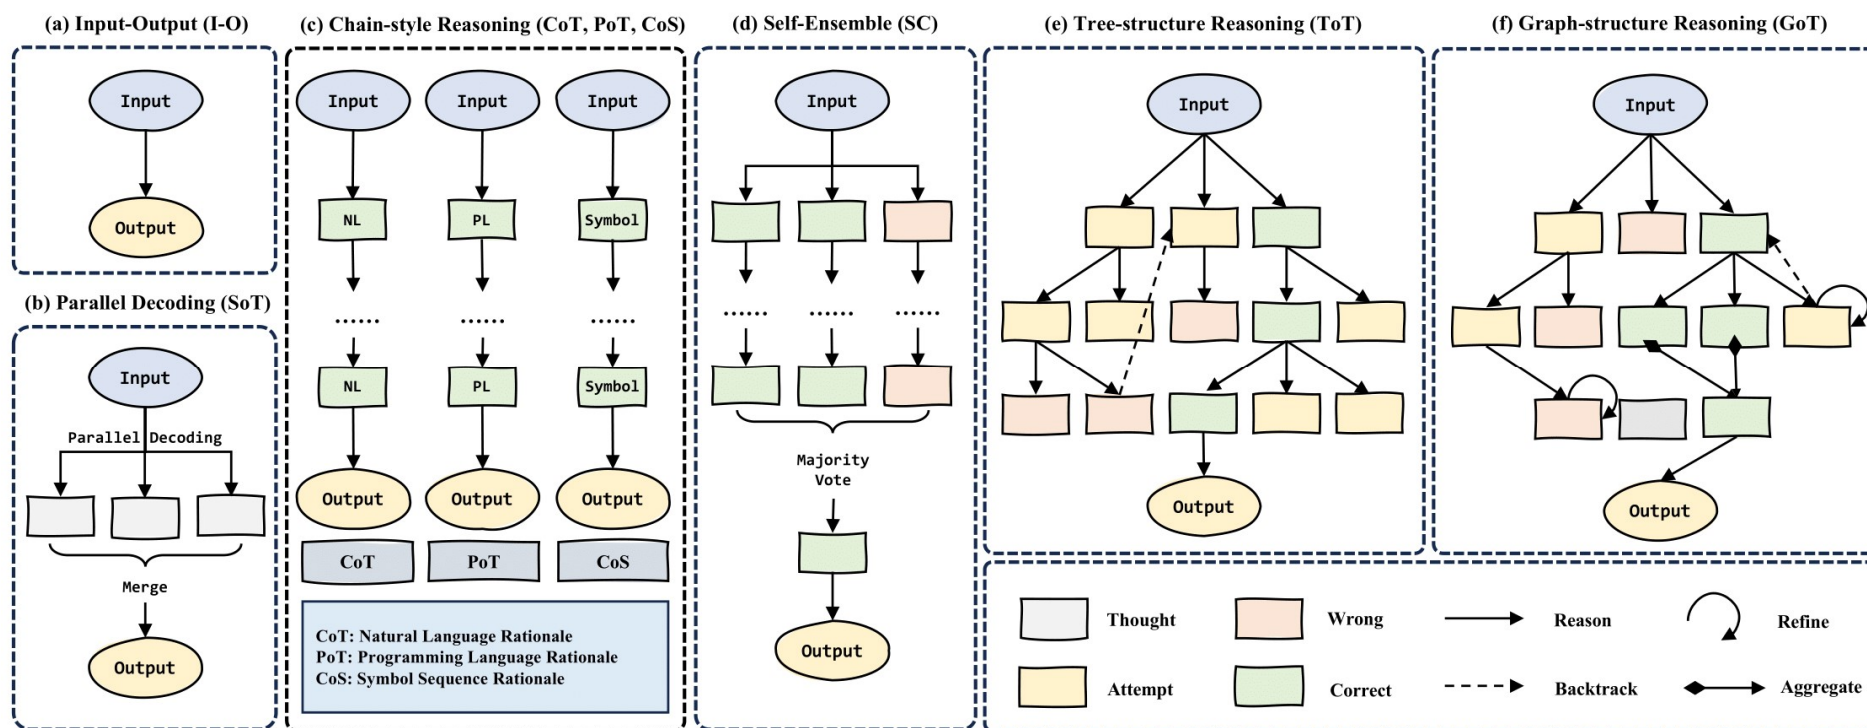 (a) Input-Output (I-O)
Input
Output
(b) Parallel Decoding (SoT)
Input
Parallel Decoding
Merge
Output
(c) Chain-style Reasoning (CoT, PoT, CoS)
Input Input Input
NL PL Symbol
...... ...... ......
NL PL Symbol
Output Output Output
CoT PoT CoS
CoT: Natural Language Rationale
PoT: Programming Language Rationale
CoS: Symbol Sequence Rationale
(d) Self-Ensemble (SC)
Input
...... ...... ......
Majority
Vote
Output
(e) Tree-structure Reasoning (ToT)
Input
Output
(f) Graph-structure Reasoning (GoT)
Input
Output
Thought Wrong Reason Refine
Attempt Correct Backtrack Aggregate